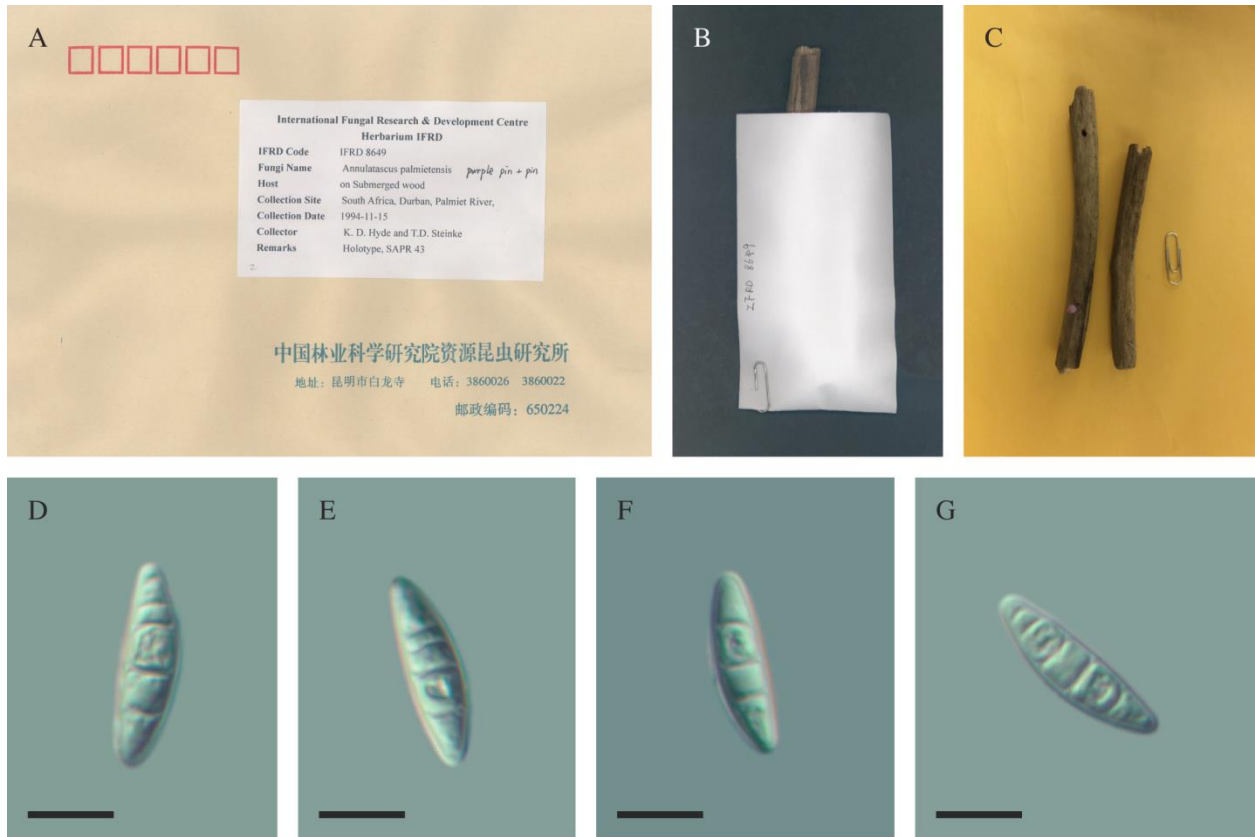 A
International Fungal Research & Development Centre
Herbarium IFRD
IFRD Code IFRD 8649
Fungi Name Annulatascus palmietensis purple pin + pin
Host on Submerged wood
Collection Site South Africa, Durban, Palmiet River,
Collection Date 1994-11-15
Collector K. D. Hyde and T.D. Steinke
Remarks Holotype, SAPR 43
2
中国林业科学研究院资源昆虫研究所
地址：昆明市白龙寺 电话：3860026 3860022
邮政编码：650224
B
IFRD 8649
C
D
E
F
G